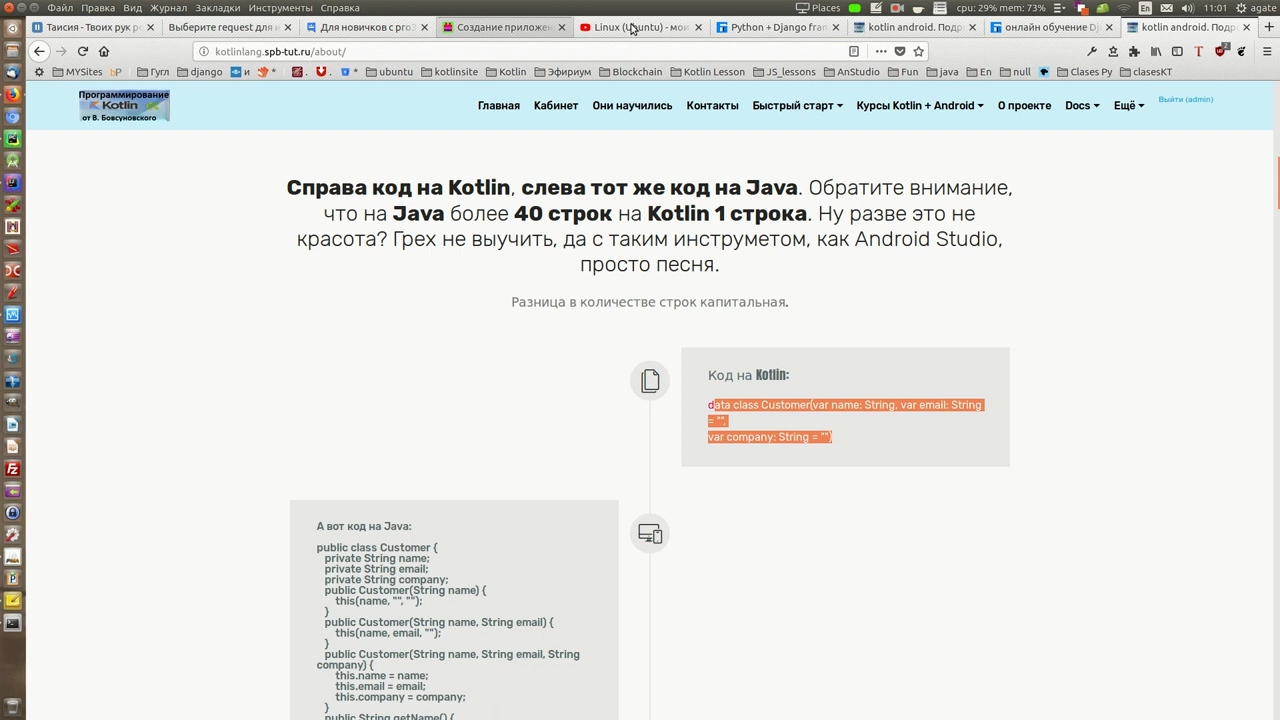 Файл Правка Вид Журнал Закладки Инструменты Справка
Places cpu: 29% mem: 73% 11:01 agate
Таисия - Твоих рук р
Выберите request для н
Для новичков: с pro3
Создание приложен
Linux (Ubuntu) - мои
Python + Django fran
kotlin android. Подр
онлайн обучение Dj
kotlin android. Подр
kotlinlang.spb-tut.ru/about/
MYSites bP Гугл django ubuntu kotlinsite Kotlin Эфириум Blockchain Kotlin Lesson JS_lessons AnStudio Fun java En null Clases Py clasesKT
Программирование
Kotlin
от В. Бовсуновского
Главная Кабинет Они научились Контакты Быстрый старт Курсы Kotlin + Android О проекте Docs Ещё Выйти (admin)
Справа код на Kotlin, слева тот же код на Java. Обратите внимание,
что на Java более 40 строк на Kotlin 1 строка. Ну разве это не
красота? Грех не выучить, да с таким инструметом, как Android Studio,
просто песня.
Разница в количестве строк капитальная.
Код на Kotlin:
data class Customer(var name: String, var email: String
= "",
var company: String = "")
А вот код на Java:
public class Customer {
private String name;
private String email;
private String company;
public Customer(String name) {
this(name, "", "");
}
public Customer(String name, String email) {
this(name, email, "");
}
public Customer(String name, String email, String
company) {
this.name = name;
this.email = email;
this.company = company;
}
public String getName() {